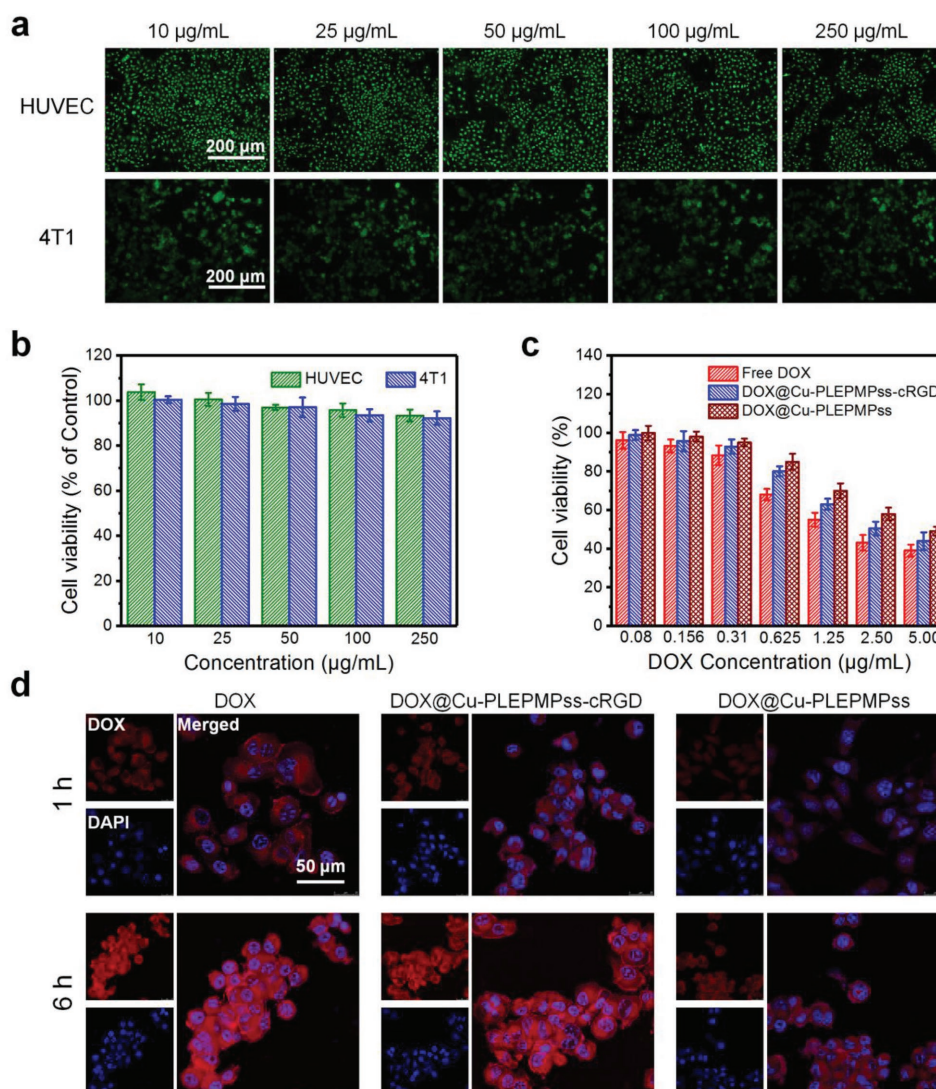 a
10 µg/mL 25 µg/mL 50 µg/mL 100 µg/mL 250 µg/mL
HUVEC
200 µm
4T1
200 µm
b
120
100
80
60
40
20
0
HUVEC 4T1
Cell viability (% of Control)
10 25 50 100 250
Concentration (µg/mL)
c
140
120
100
80
60
40
20
0
Free DOX
DOX@Cu-PLEPMPss-cRGD
DOX@Cu-PLEPMPss
Cell viability (%)
0.08 0.156 0.31 0.625 1.25 2.50 5.00
DOX Concentration (µg/mL)
d
DOX DOX@Cu-PLEPMPss-cRGD DOX@Cu-PLEPMPss
1 h
DOX Merged
DAPI
50 µm
6 h